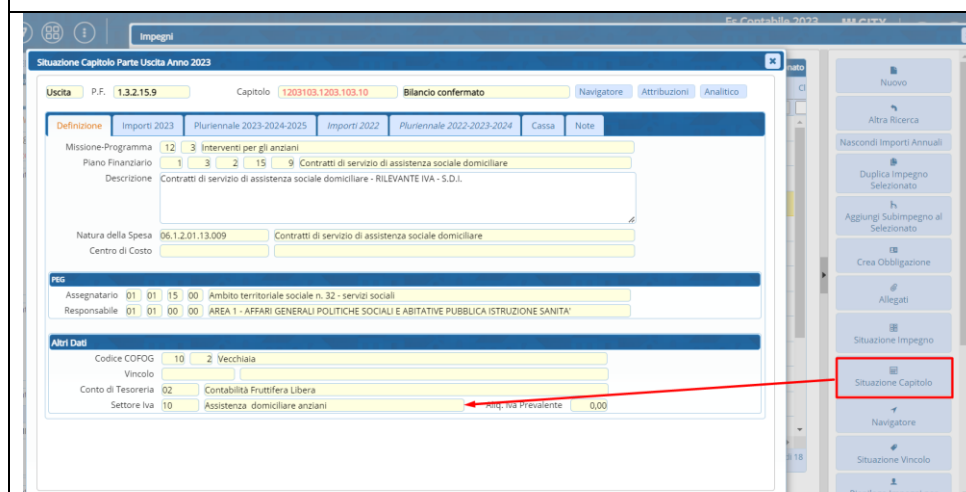 Es Contabile 2023
Impegni
Situazione Capitolo Parte Uscita Anno 2023
Uscita P.F. 1.3.2.15.9 Capitolo 1203103.1203.103.10 Bilancio confermato Navigatore Attribuzioni Analitico
Definizione Importi 2023 Pluriennale 2023-2024-2025 Importi 2022 Pluriennale 2022-2023-2024 Cassa Note
Missione-Programma 12 3 Interventi per gli anziani
Piano Finanziario 1 3 2 15 9 Contratti di servizio di assistenza sociale domiciliare
Descrizione Contratti di servizio di assistenza sociale domiciliare - RILEVANTE IVA - S.D.I.
Natura della Spesa 06.1.2.01.13.009 Contratti di servizio di assistenza sociale domiciliare
Centro di Costo
PEG
Assegnatario 01 01 15 00 Ambito territoriale sociale n. 32 - servizi sociali
Responsabile 01 01 00 00 AREA 1 - AFFARI GENERALI POLITICHE SOCIALI E ABITATIVE PUBBLICA ISTRUZIONE SANITA'
Altri Dati
Codice COFOG 10 2 Vecchiaia
Vincolo
Conto di Tesoreria 02 Contabilità Fruttifera Libera
Settore Iva 10 Assistenza domiciliare anziani Aliq. Iva Prevalente 0,00
nato
di 18
Nuovo
Altra Ricerca
Nascondi Importi Annuali
Duplica Impegno
Selezionato
Aggiungi Subimpegno al
Selezionato
Crea Obbligazione
Allegati
Situazione Impegno
Situazione Capitolo
Navigatore
Situazione Vincolo